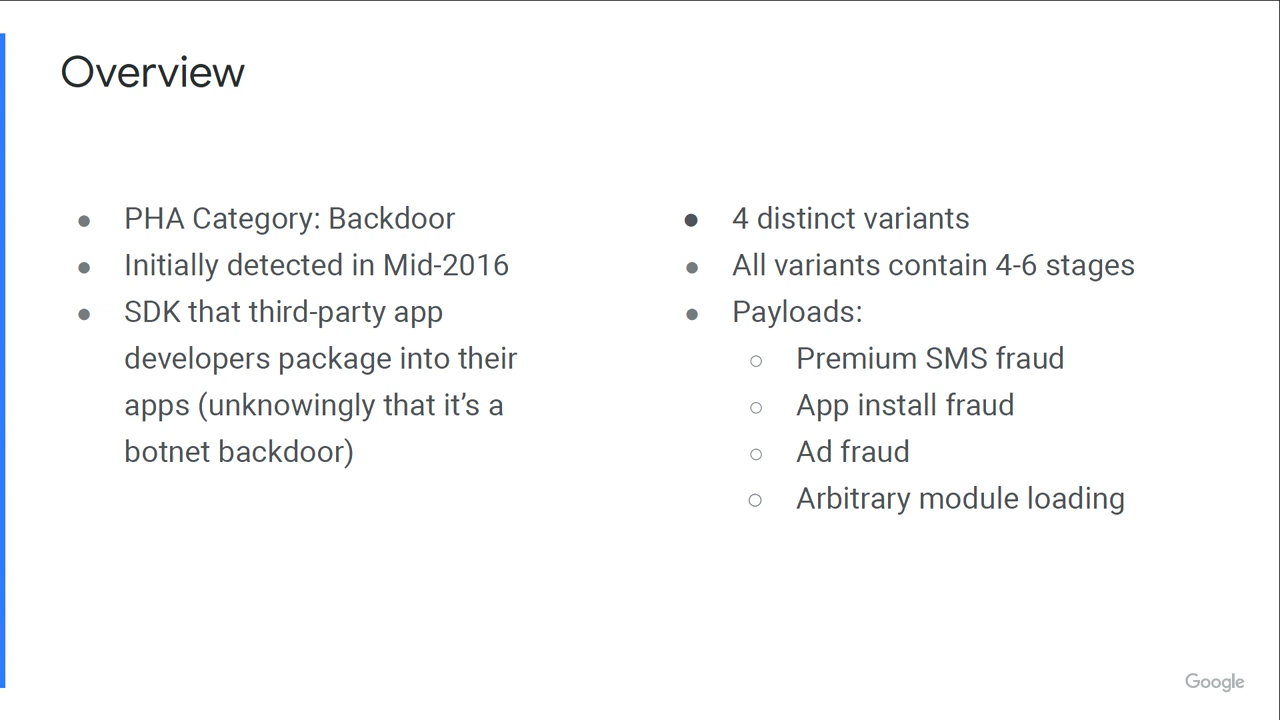 Overview
● PHA Category: Backdoor
● Initially detected in Mid-2016
● SDK that third-party app
developers package into their
apps (unknowingly that it’s a
botnet backdoor)
● 4 distinct variants
● All variants contain 4-6 stages
● Payloads:
○ Premium SMS fraud
○ App install fraud
○ Ad fraud
○ Arbitrary module loading
Google